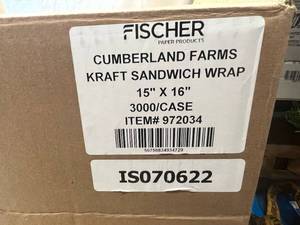 FISCHER
PAPER PRODUCTS
CUMBERLAND FARMS
KRAFT SANDWICH WRAP
15" X 16"
3000/CASE
ITEM# 972034
IS070622